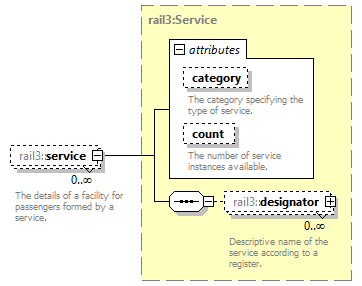 rail3:Service
attributes
category
The category specifying the
type of service.
count
The number of service
instances available.
rail3:service
0..∞
The details of a facility for
passengers formed by a
service.
rail3:designator
0..∞
Descriptive name of the
service according to a
register.